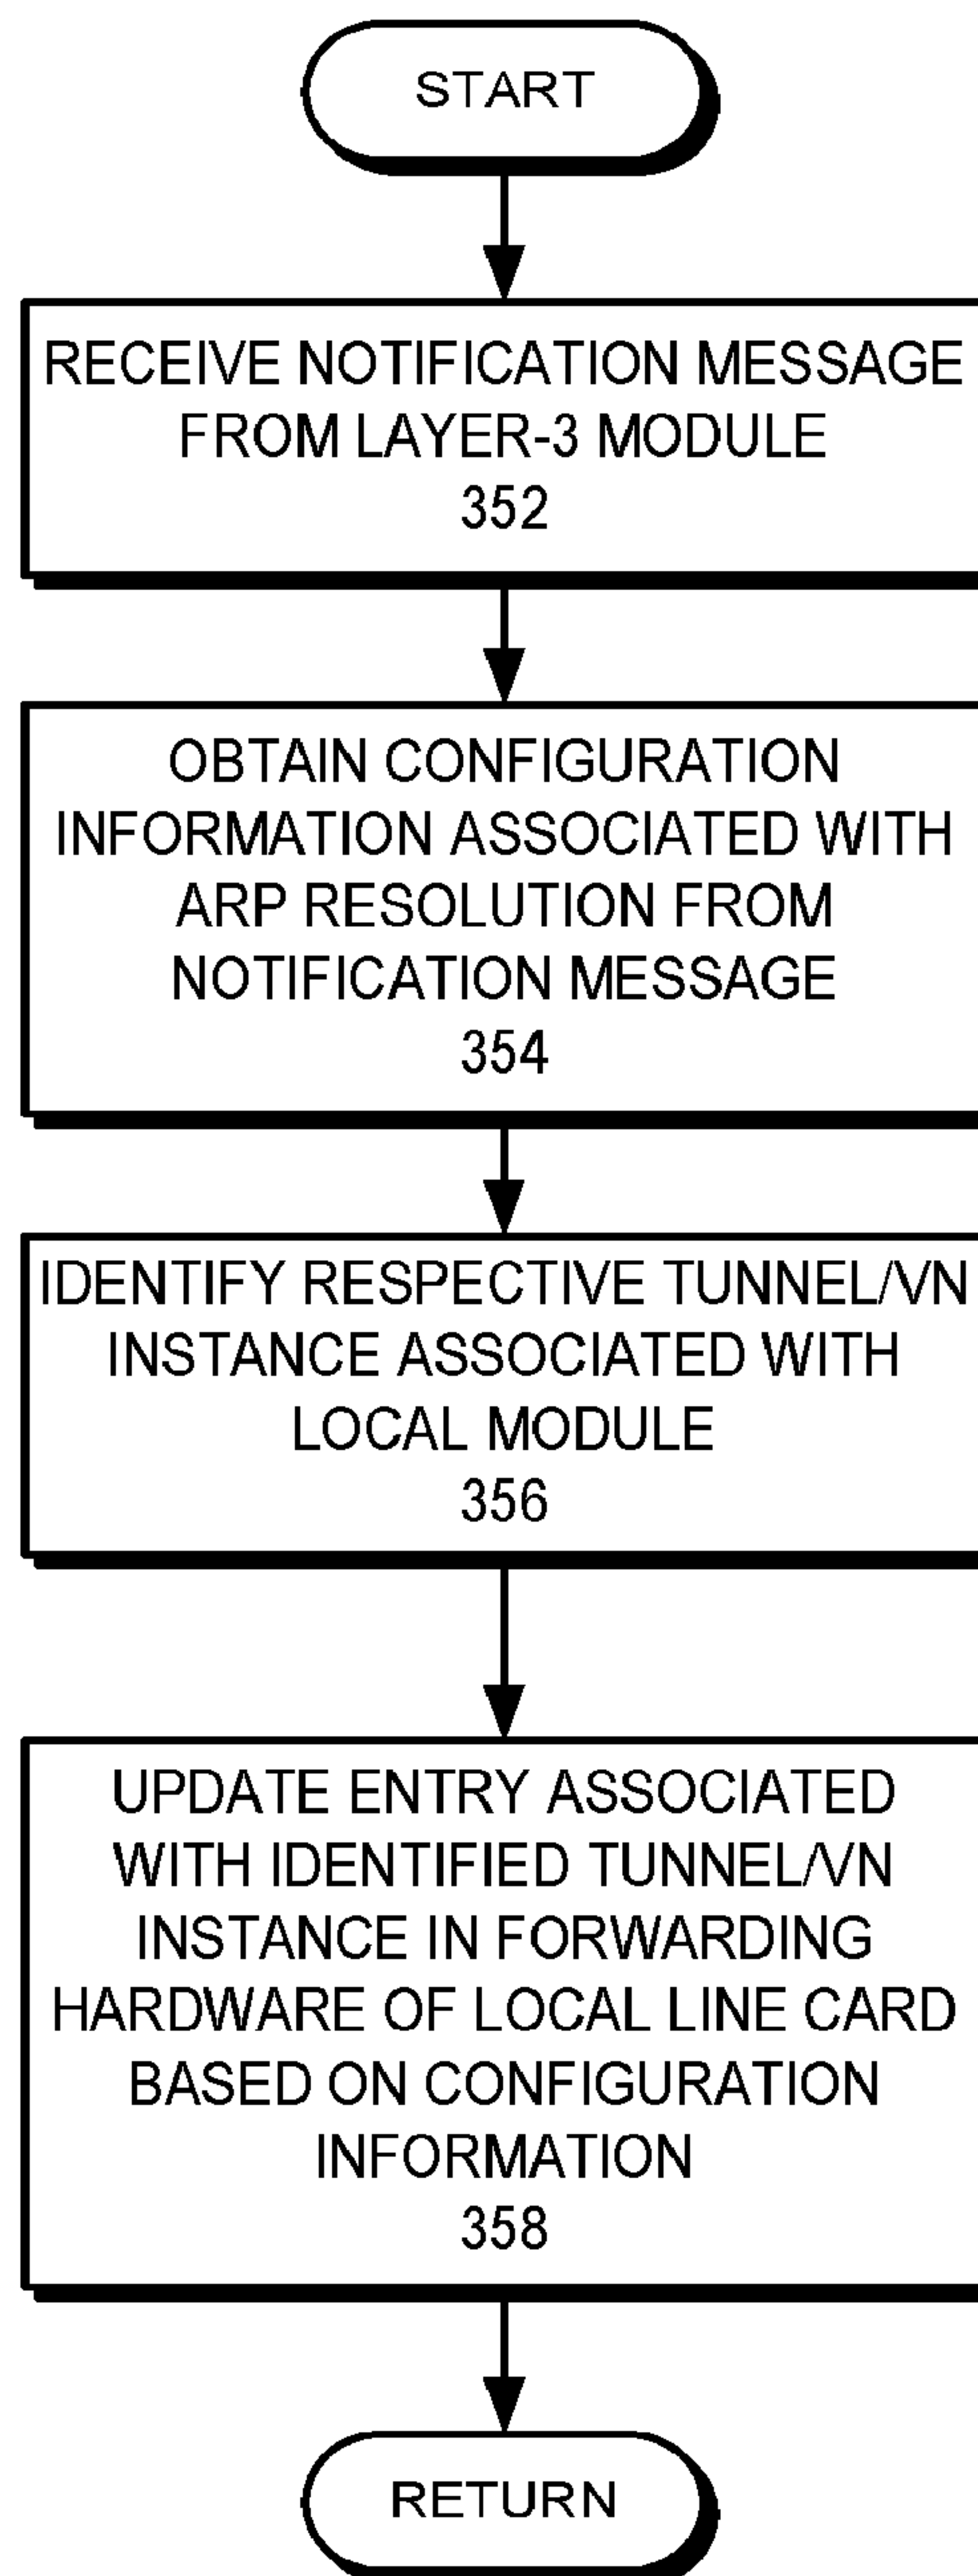 START
RECEIVE NOTIFICATION MESSAGE
FROM LAYER-3 MODULE
352
OBTAIN CONFIGURATION
INFORMATION ASSOCIATED WITH
ARP RESOLUTION FROM
NOTIFICATION MESSAGE
354
IDENTIFY RESPECTIVE TUNNEL/VN
INSTANCE ASSOCIATED WITH
LOCAL MODULE
356
UPDATE ENTRY ASSOCIATED
WITH IDENTIFIED TUNNEL/VN
INSTANCE IN FORWARDING
HARDWARE OF LOCAL LINE CARD
BASED ON CONFIGURATION
INFORMATION
358
RETURN